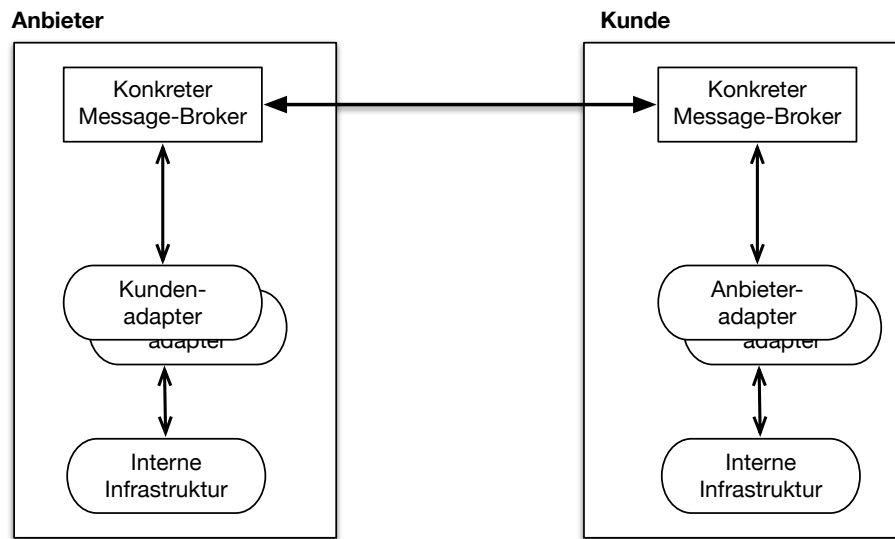 Anbieter
Kunde
Konkreter
Message-Broker
Konkreter
Message-Broker
Kunden-
adapter
adapter
Anbieter-
adapter
adapter
Interne
Infrastruktur
Interne
Infrastruktur